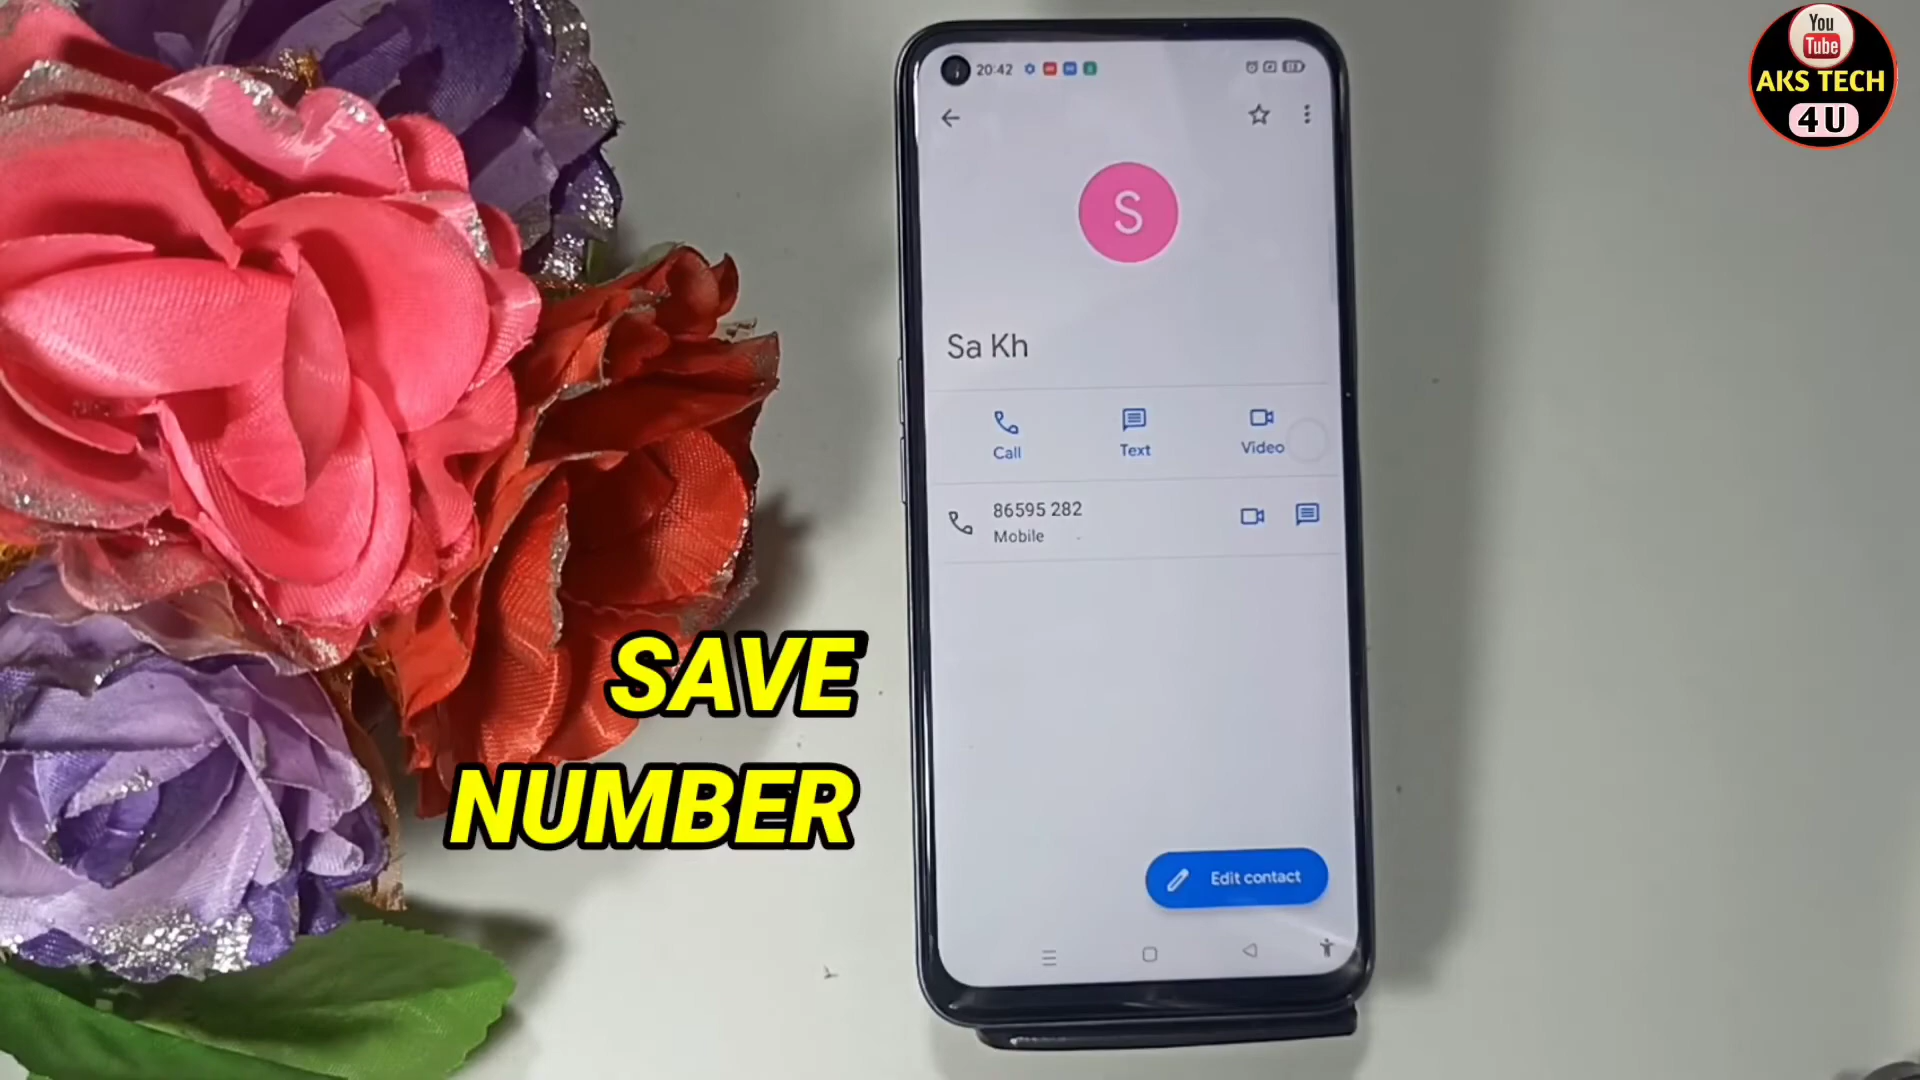 You
Tube
AKS TECH
4U
20:42
S
Sa Kh
Call
Text
Video
86595 282
Mobile
SAVE
NUMBER
Edit contact